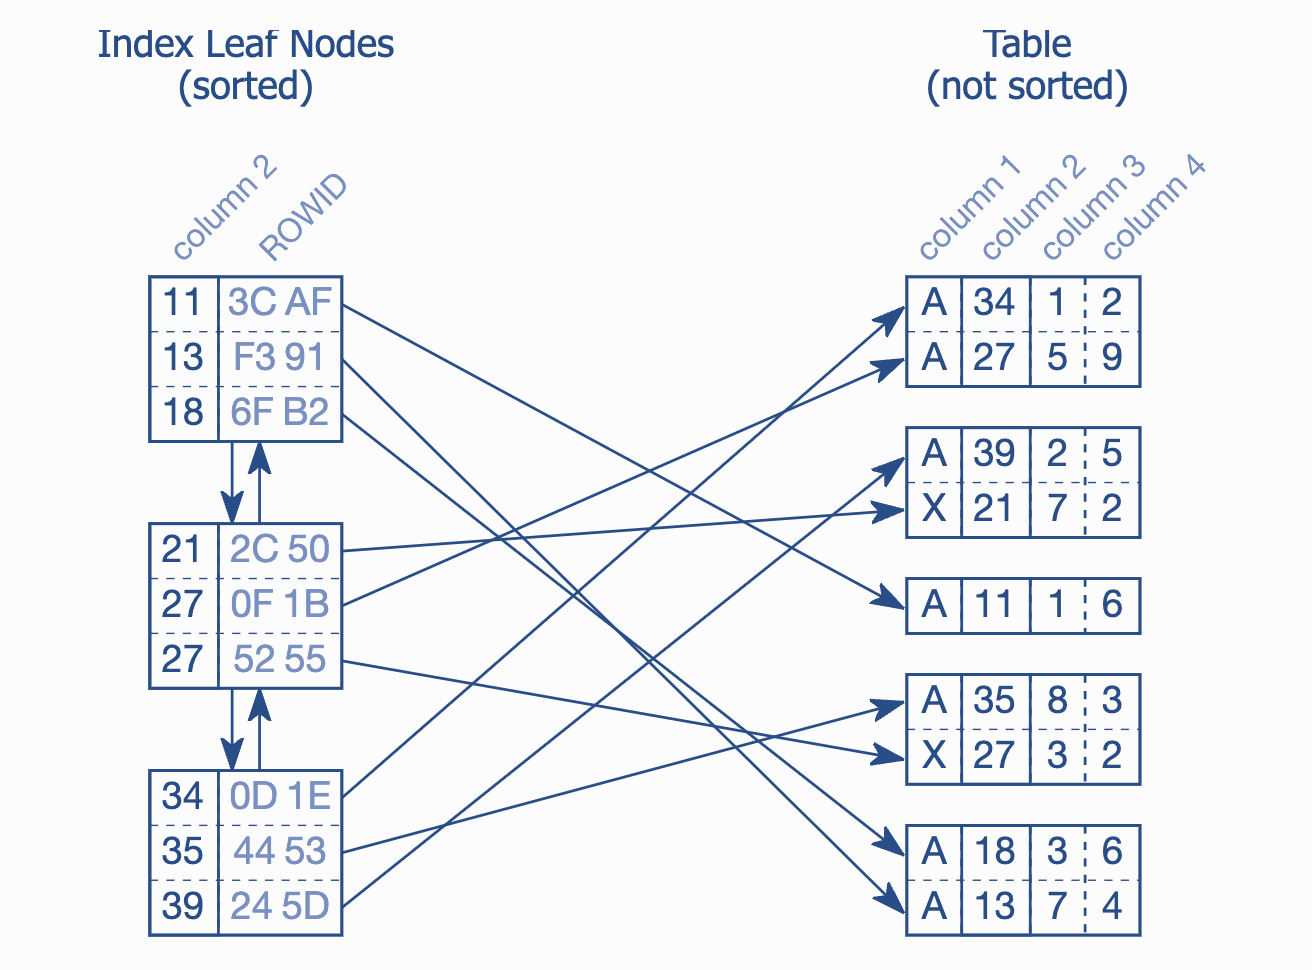 Index Leaf Nodes
(sorted)
column 2
ROWID
11 3C AF
13 F3 91
18 6F B2
21 2C 50
27 0F 1B
27 52 55
34 0D 1E
35 44 53
39 24 5D
Table
(not sorted)
column 1
column 2
column 3
column 4
A 34 1 2
A 27 5 9
A 39 2 5
X 21 7 2
A 11 1 6
A 35 8 3
X 27 3 2
A 18 3 6
A 13 7 4